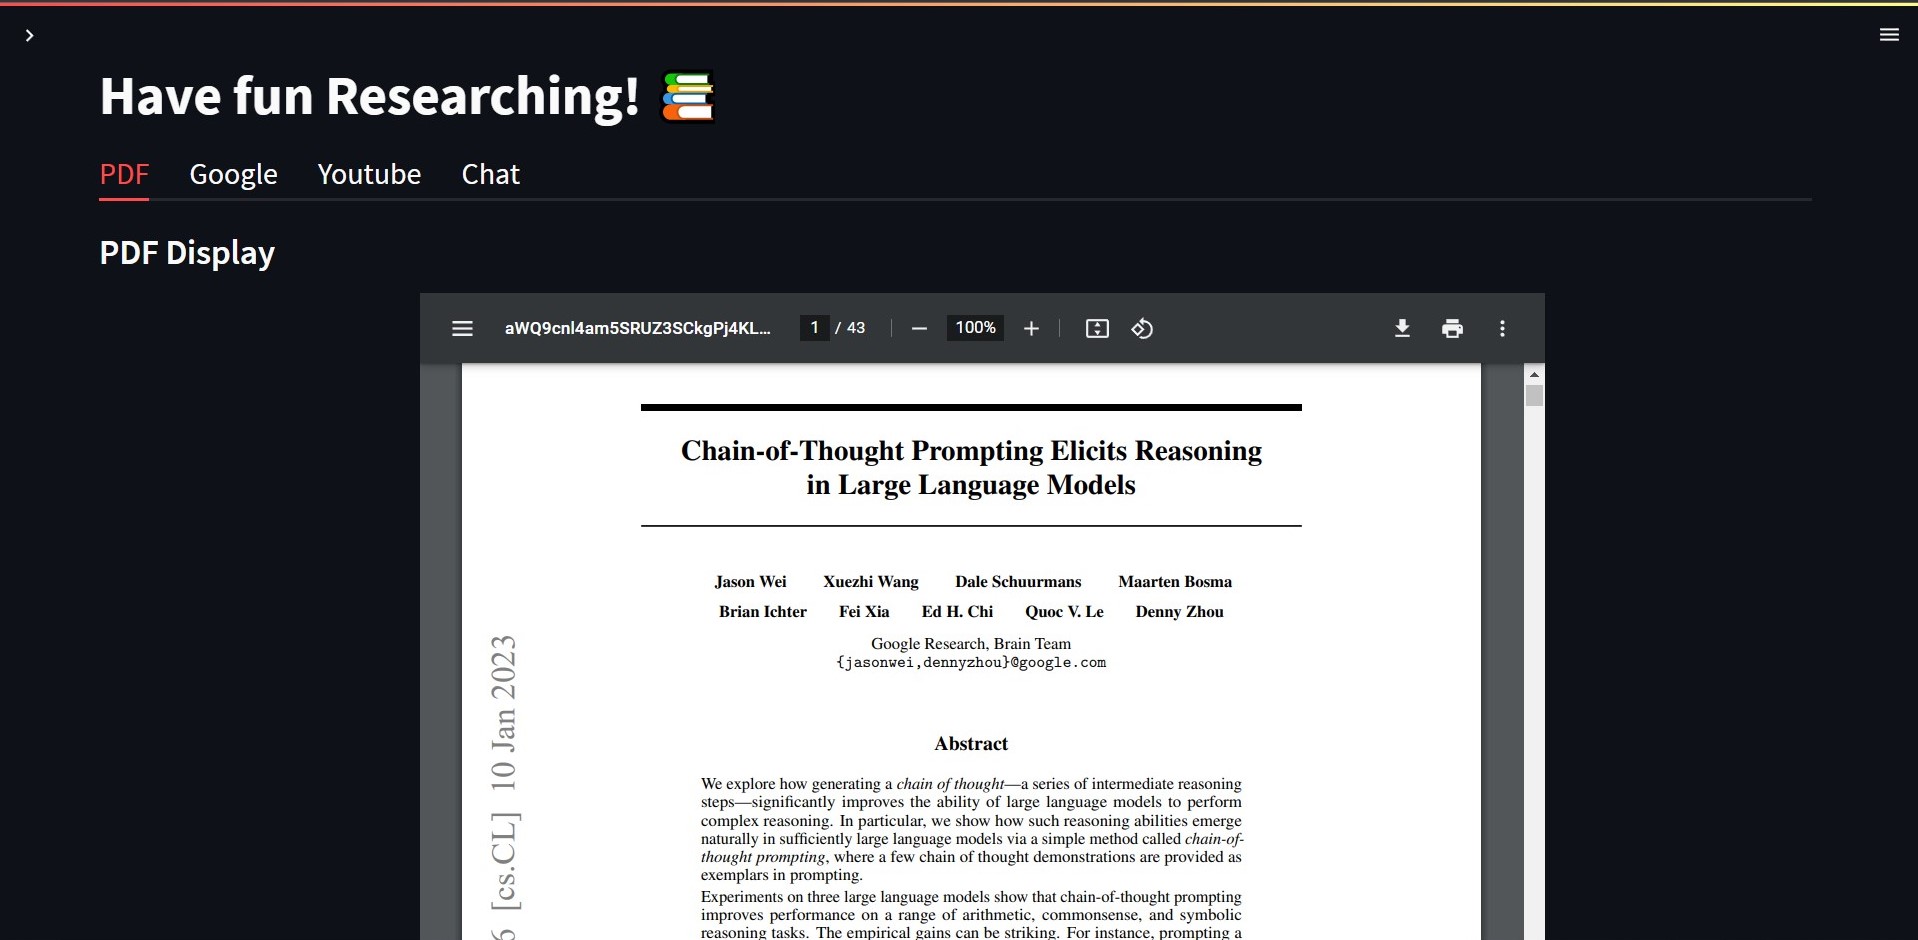 Have fun Researching!
PDF Google Youtube Chat
PDF Display
aWQ9cnl4am5SRUZ3SCkgPj4KL... 1 / 43 100%
Chain-of-Thought Prompting Elicits Reasoning
in Large Language Models
Jason Wei Xuezhi Wang Dale Schuurmans Maarten Bosma
Brian Ichter Fei Xia Ed H. Chi Quoc V. Le Denny Zhou
Google Research, Brain Team
{jasonwei,dennyzhou}@google.com
Abstract
We explore how generating a chain of thought—a series of intermediate reasoning
steps—significantly improves the ability of large language models to perform
complex reasoning. In particular, we show how such reasoning abilities emerge
naturally in sufficiently large language models via a simple method called chain-of-
thought prompting, where a few chain of thought demonstrations are provided as
exemplars in prompting.
Experiments on three large language models show that chain-of-thought prompting
improves performance on a range of arithmetic, commonsense, and symbolic
reasoning tasks. The empirical gains can be striking. For instance, prompting a
[cs.CL] 10 Jan 2023